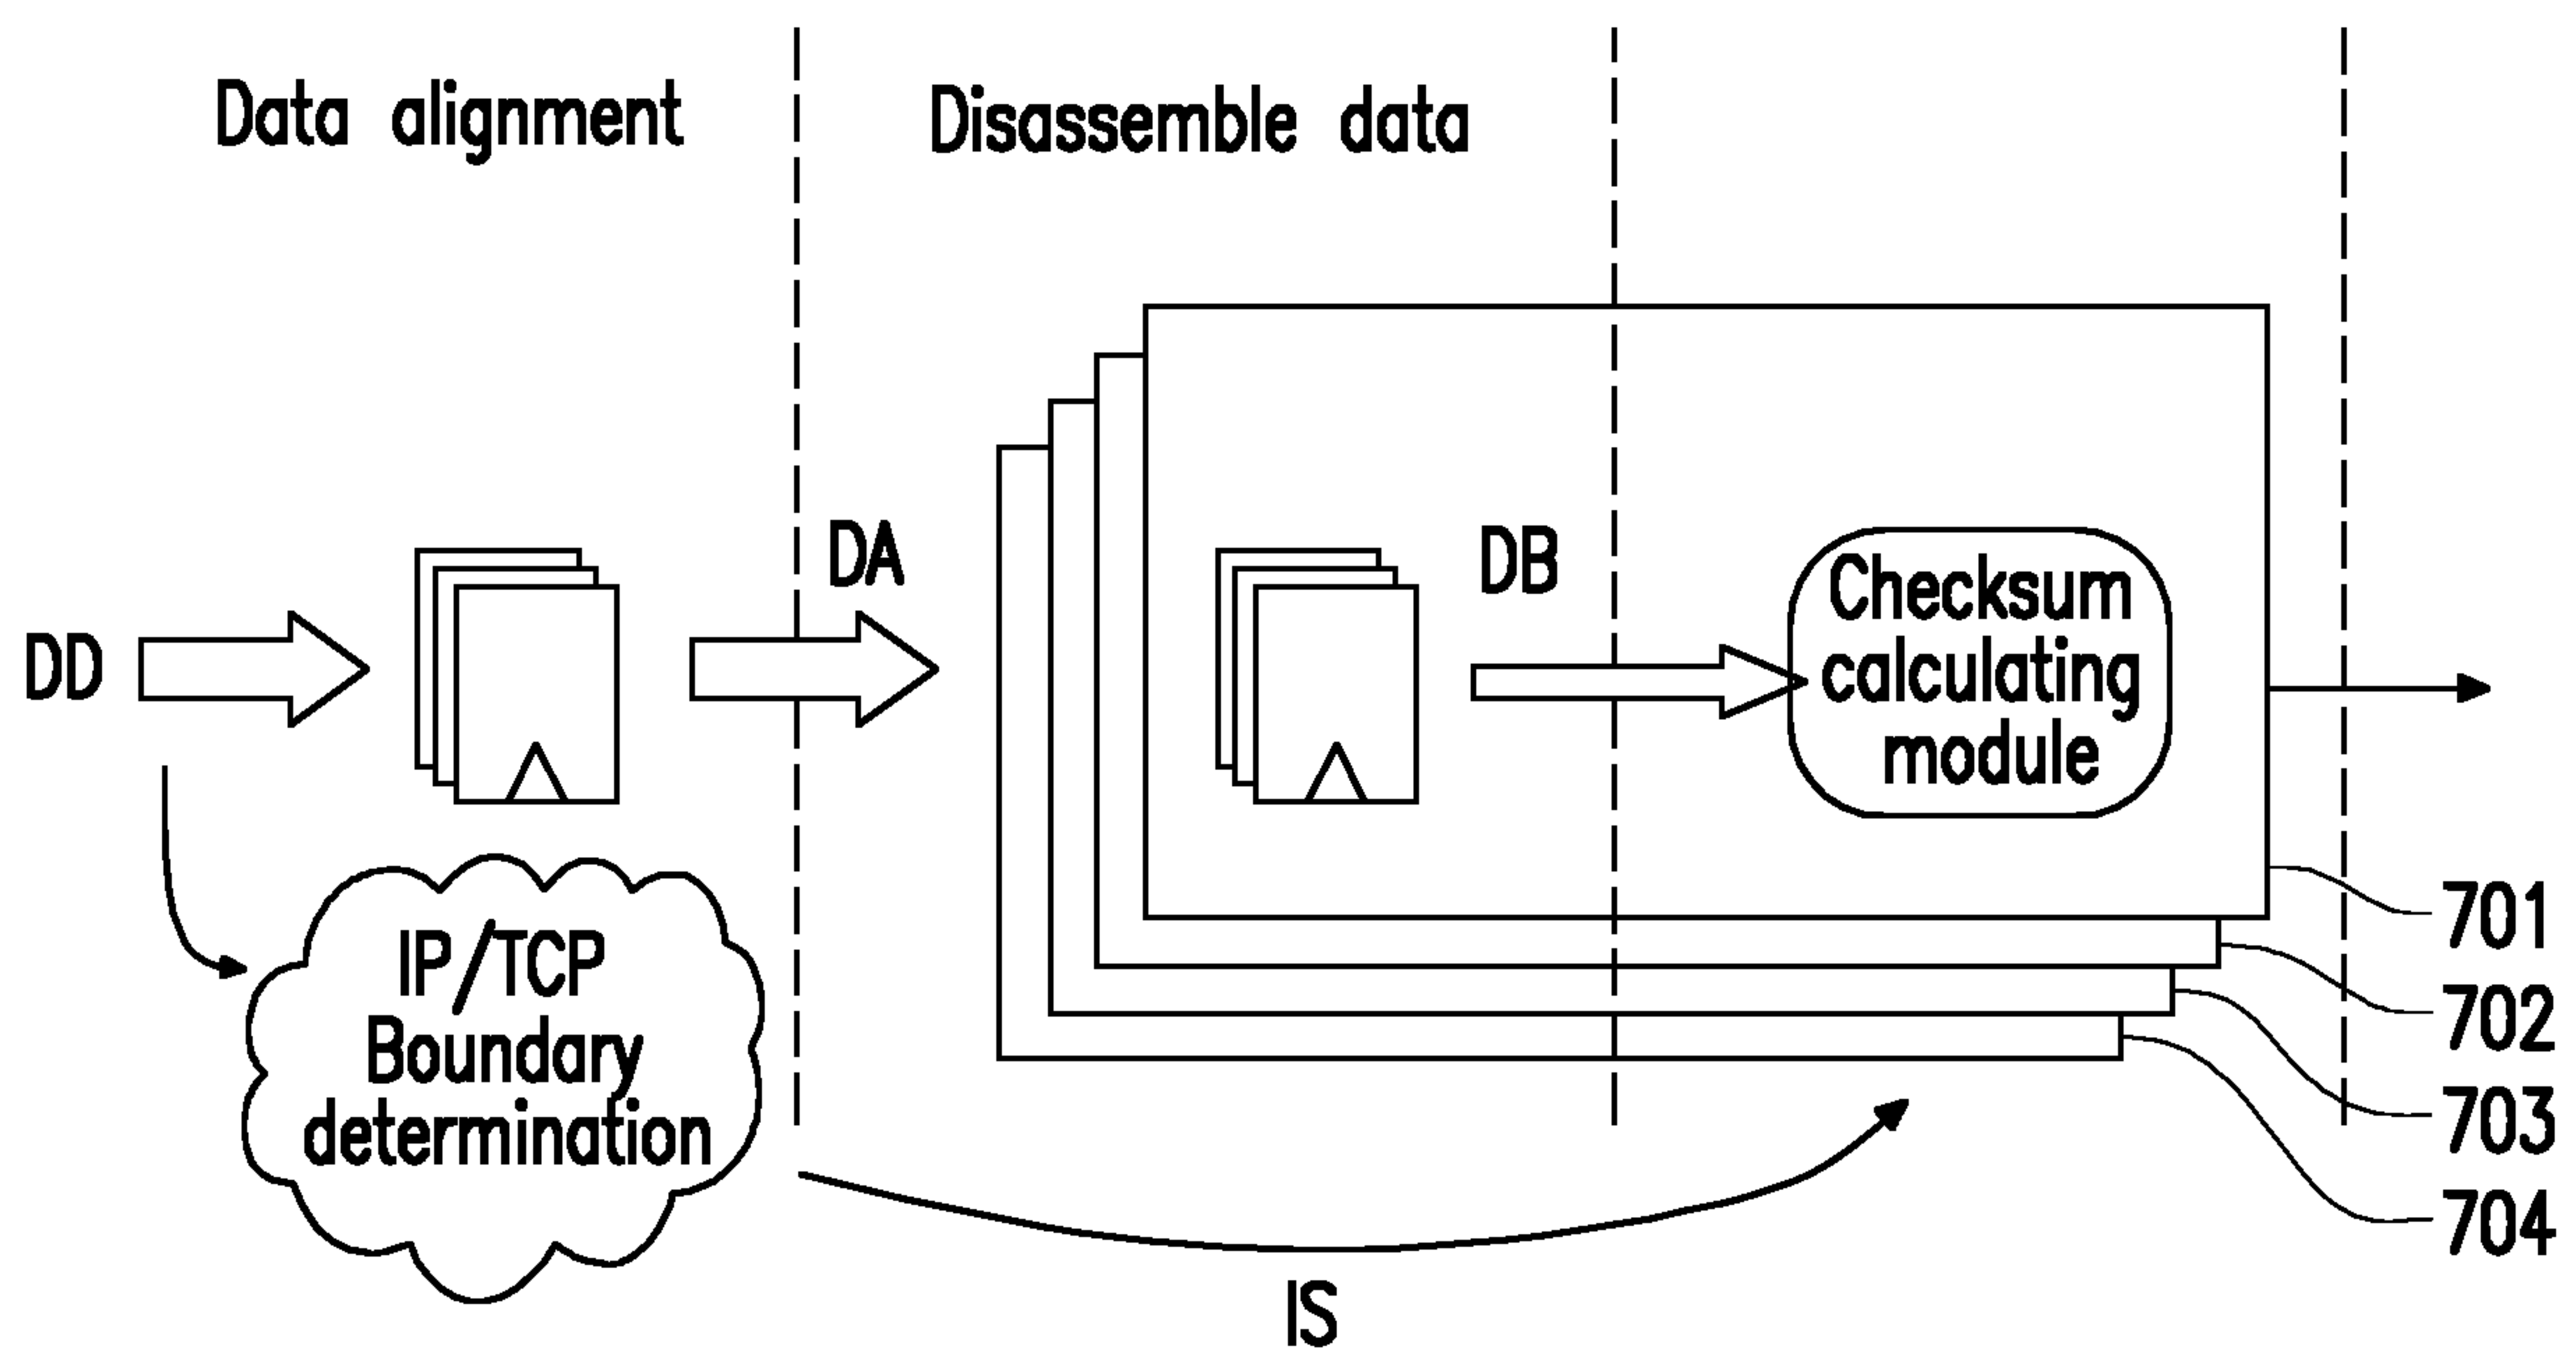 Data alignment
Disassemble data
DD
DA
DB
Checksum
calculating
module
IP/TCP
Boundary
determination
IS
701
702
703
704